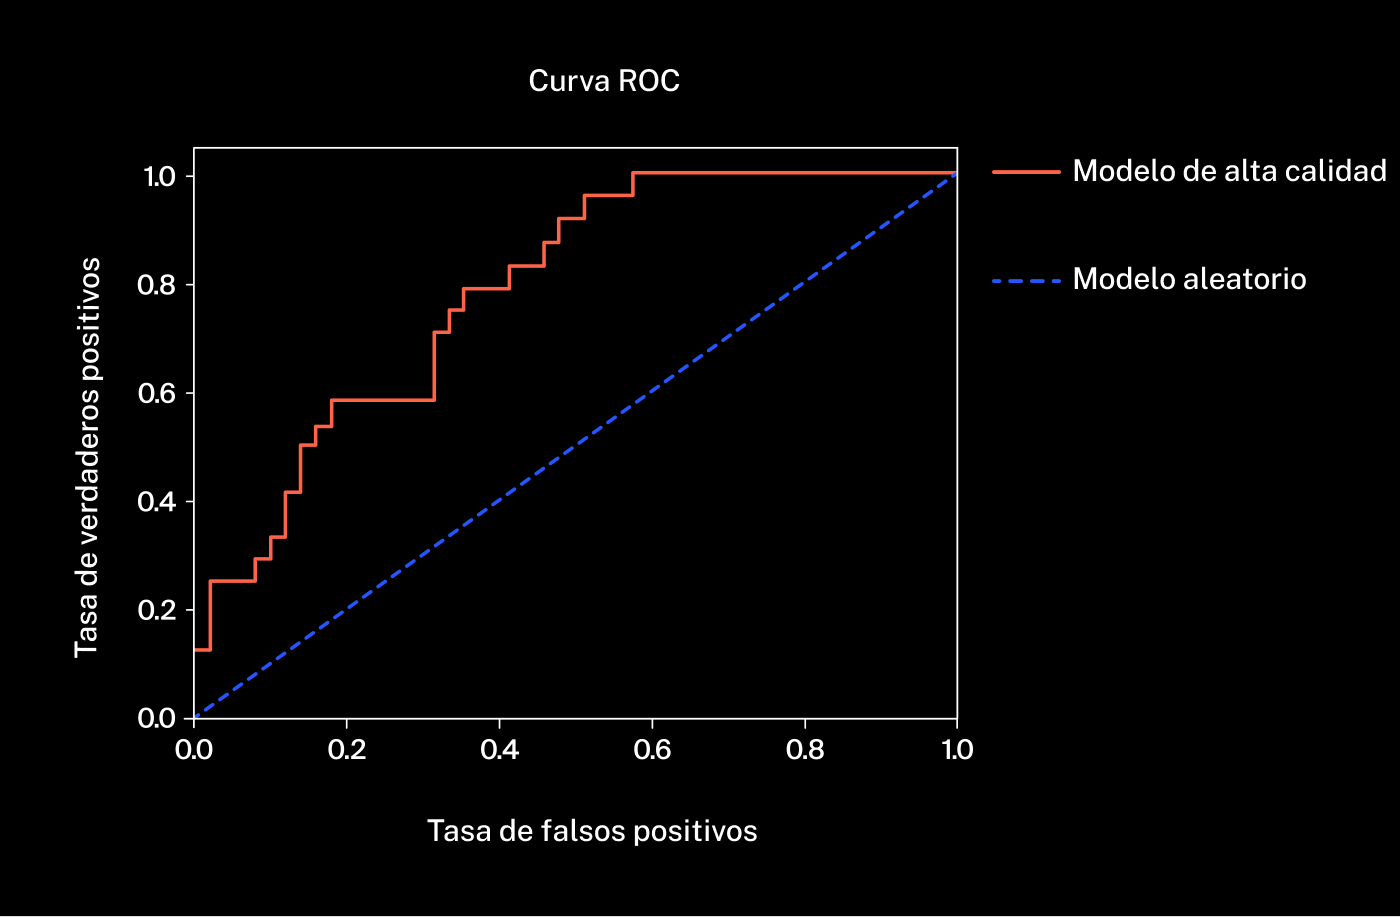 Curva ROC
Modelo de alta calidad
Modelo aleatorio
Tasa de verdaderos positivos
1.0
0.8
0.6
0.4
0.2
0.0
0.0 0.2 0.4 0.6 0.8 1.0
Tasa de falsos positivos